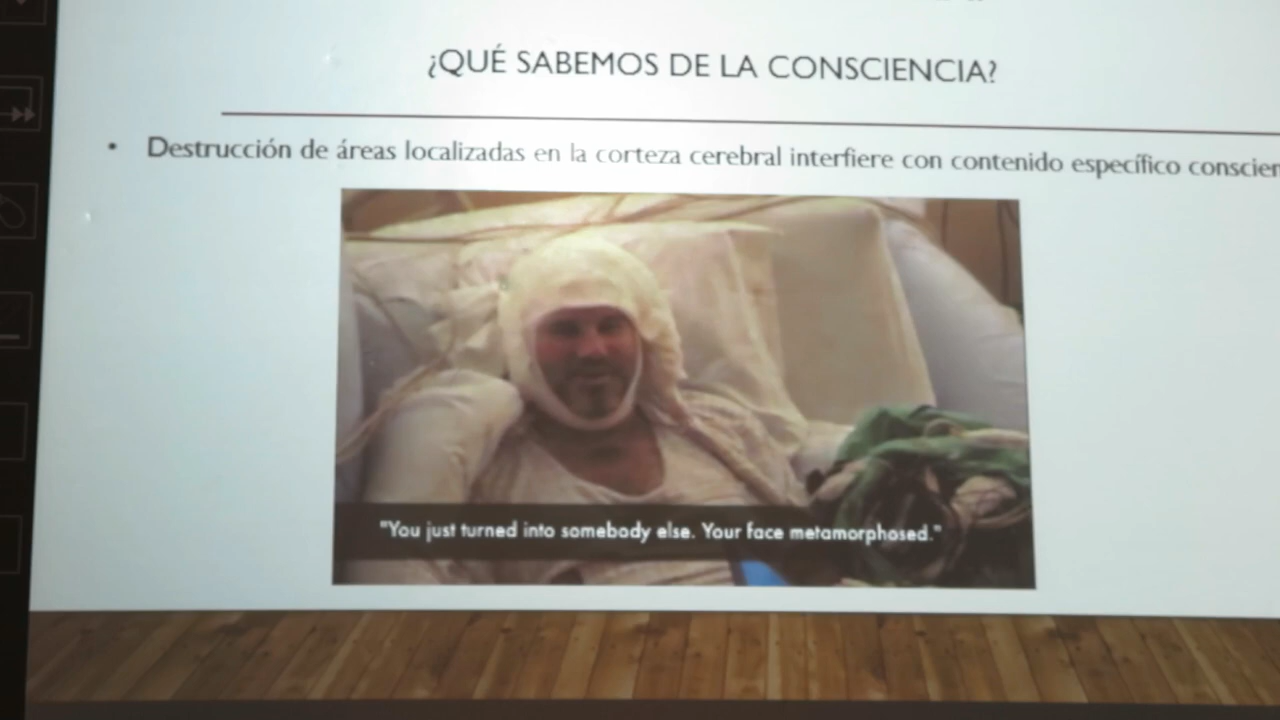 ¿QUÉ SABEMOS DE LA CONSCIENCIA?
• Destrucción de áreas localizadas en la corteza cerebral interfiere con contenido específico
"You just turned into somebody else. Your face metamorphosed."